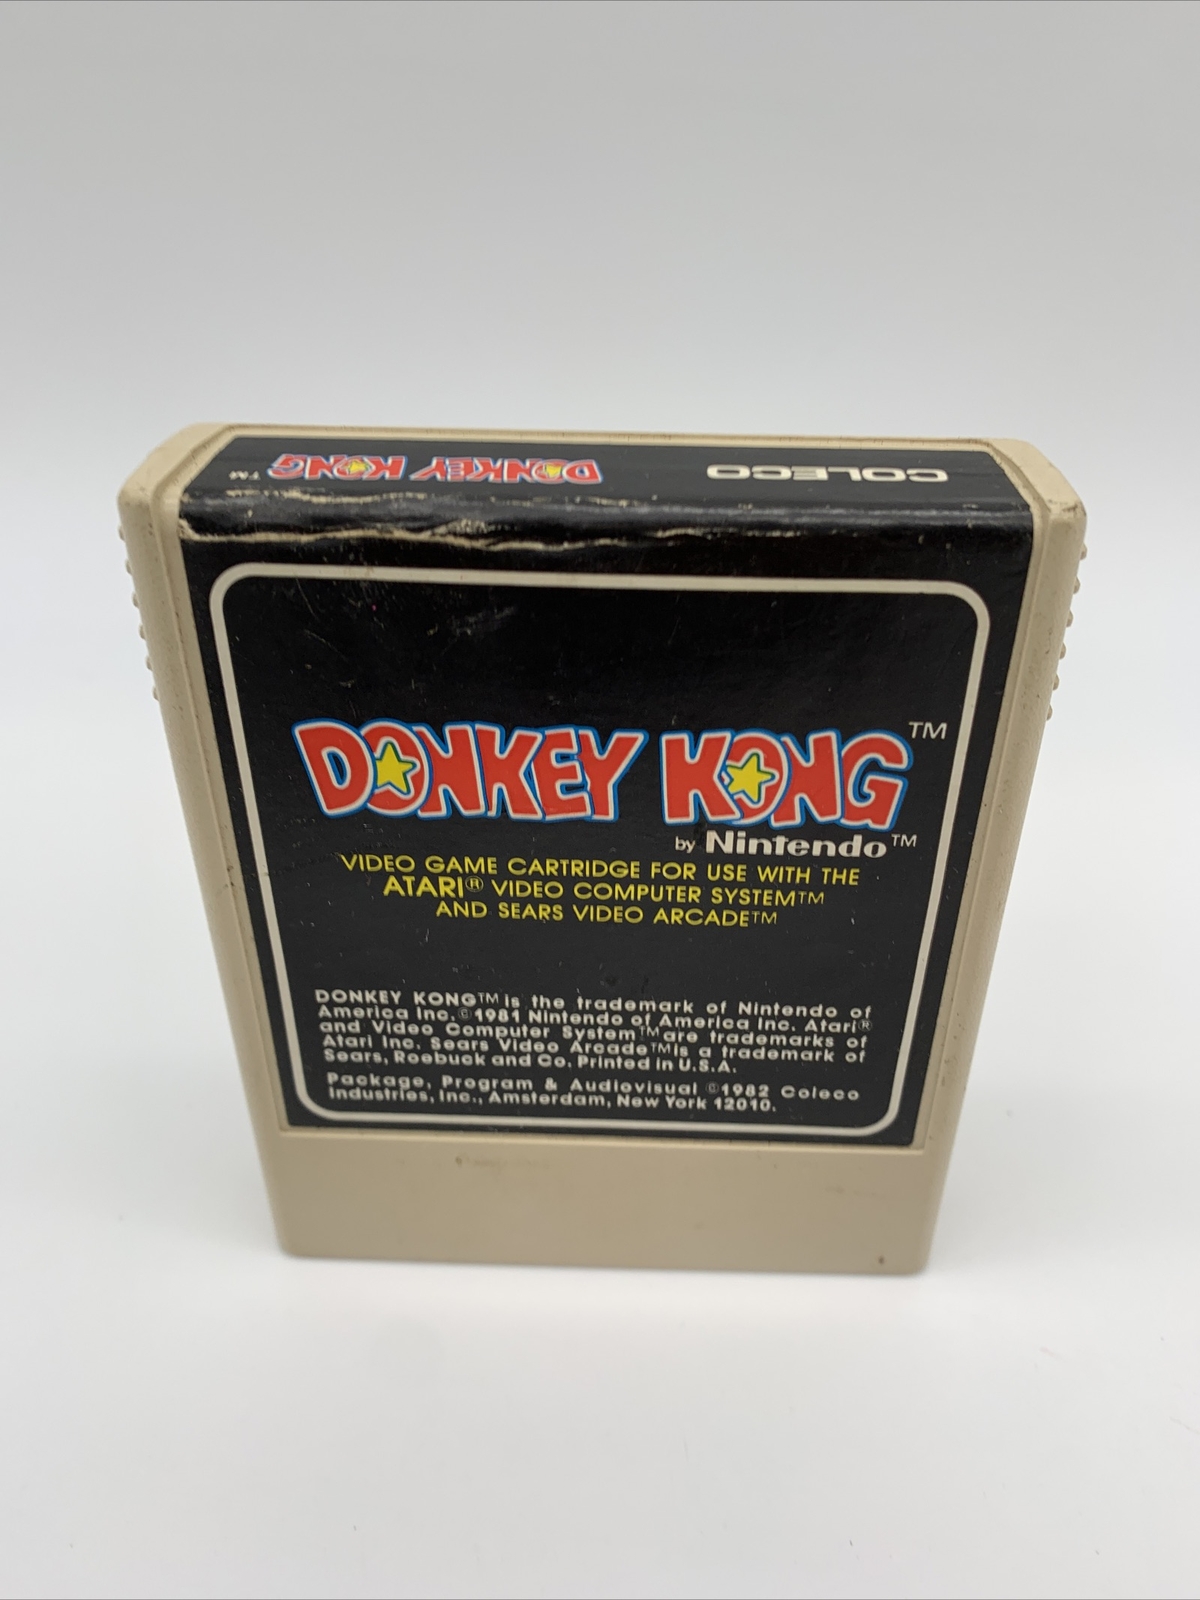 COLECO DONKEY KONG™
DONKEY KONG™
by Nintendo™
VIDEO GAME CARTRIDGE FOR USE WITH THE
ATARI® VIDEO COMPUTER SYSTEM™
AND SEARS VIDEO ARCADE™
DONKEY KONG™ is the trademark of Nintendo of
America Inc. ©1981 Nintendo of America Inc. Atari®
and Video Computer System™ are trademarks of
Atari Inc. Sears Video Arcade™ is a trademark of
Sears, Roebuck and Co. Printed in U.S.A.
Package, Program & Audiovisual ©1982 Coleco
Industries, Inc., Amsterdam, New York 12010.